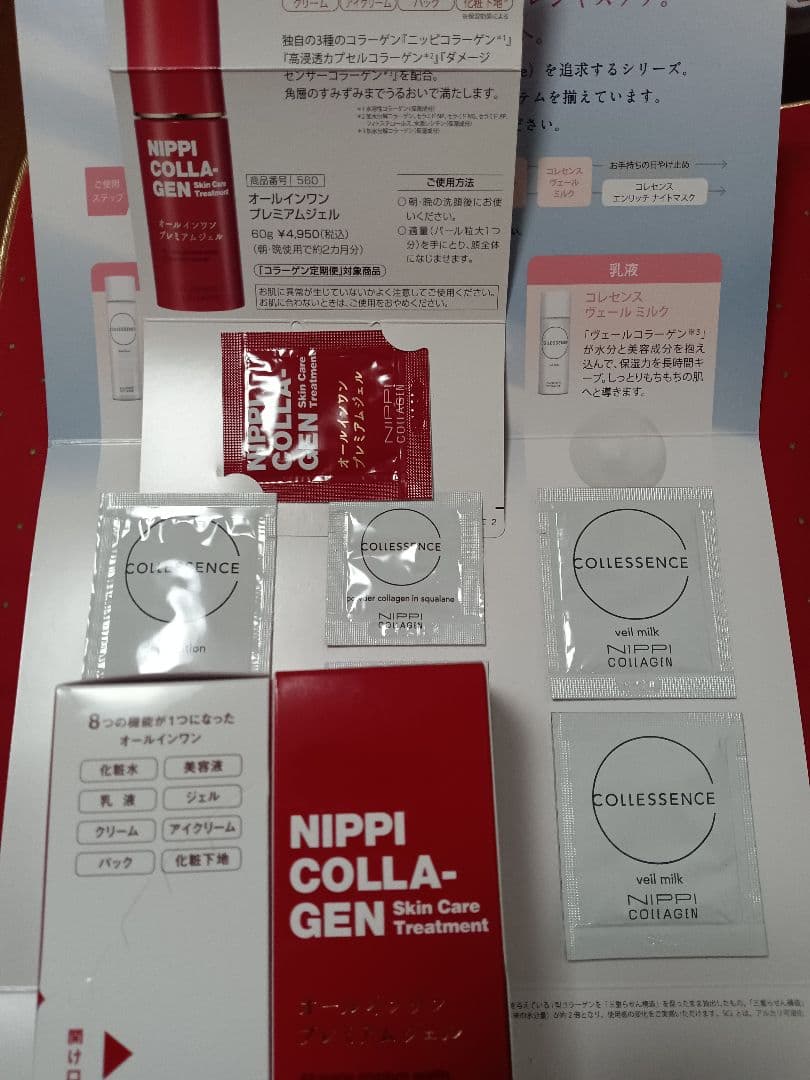 クリーム アイクリーム パック 化粧下地
独自の3種のコラーゲン『ニッピコラーゲン※1』
『高浸透力カプセルコラーゲン※2』『ダメージ
センサーコラーゲン※3』を配合。
角層のすみずみまでうるおいで満たします。
NIPPI
COLLA-
GEN Skin Care
Treatment
オールインワン
プレミアムジェル
商品番号 560
オールインワン
プレミアムジェル
60g ¥4,950(税込)
(朝・晩使用で約2カ月分)
「コラーゲン定期便」対象商品
ご使用方法
○朝・晩の洗顔後にお使
いください。
○適量(パール粒大1つ
分)を手にとり、顔全体
になじませます。
お肌に異常が生じていないかよく注意してご使用ください。
お肌に合わないときは、ご使用をおやめください。
を追求するシリーズ。
テムを揃えています。
ださい。
ご使用
ステップ
コレセンス
ヴェール
ミルク
お手持ちの日やけ止め
コレセンス
エンリッチ ナイトマスク
乳液
コレセンス
ヴェール ミルク
「ヴェールコラーゲン※3」
が水分と美容成分を抱え
込んで、保湿力を長時間キ
ープ。しっとりもちもちの肌
へと導きます。
NIPPI
COLLA-
GEN
Skin Care
Treatment
オールインワン
プレミアムジェル
NIPPI
COLLAGEN
COLLESSENCE
COLLESSENCE
powder collagen in squalane
NIPPI
COLLAGEN
COLLESSENCE
veil milk
NIPPI
COLLAGEN
COLLESSENCE
veil milk
NIPPI
COLLAGEN
8つの機能が1つになった
オールインワン
化粧水 美容液
乳液 ジェル
クリーム アイクリーム
パック 化粧下地
開け口
NIPPI
COLLA-
GEN Skin Care
Treatment
オールインワン
プレミアムジェル